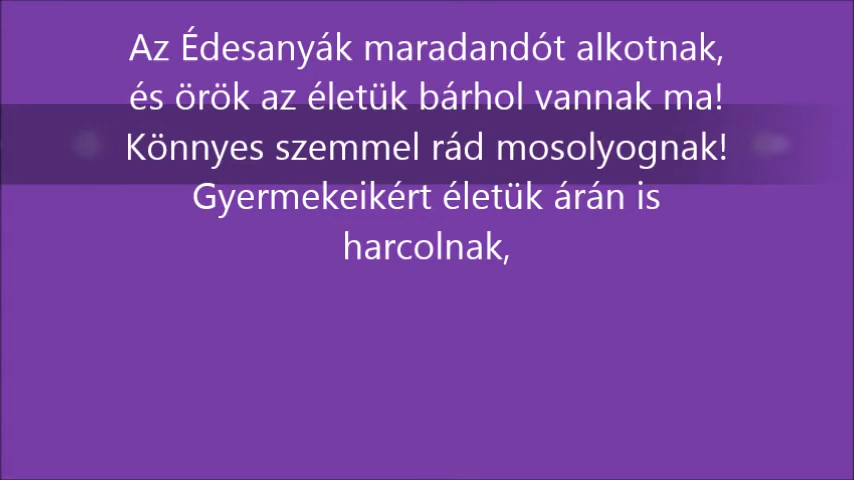 Az Édesanyák maradandót alkotnak,
és örök az életük bárhol vannak ma!
Könnyes szemmel rád mosolyognak!
Gyermekeikért életük árán is
harcolnak,